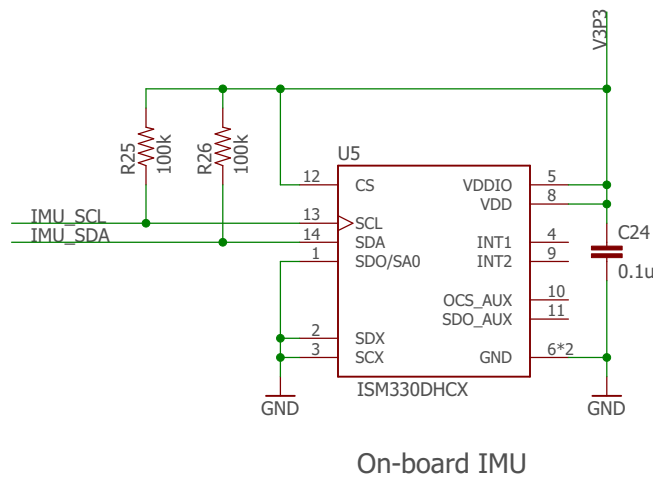 V3P3
R25
100k
R26
100k
U5
12 CS VDDIO 5
VDD 8
IMU_SCL 13 SCL
IMU_SDA 14 SDA INT1 4
1 SDO/SA0 INT2 9
C24
0.1u
OCS_AUX 10
SDO_AUX 11
2 SDX
3 SCX GND 6*2
ISM330DHCX
GND GND
On-board IMU